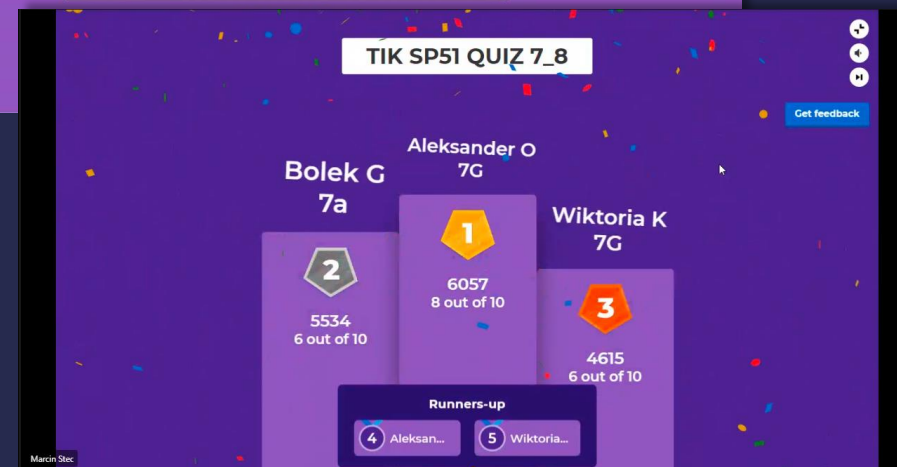 TIK SP51 QUIZ 7_8
Get feedback
Aleksander O
7G
Bolek G
7a
Wiktoria K
7G
1
6057
8 out of 10
2
5534
6 out of 10
3
4615
6 out of 10
Runners-up
4 Aleksan...
5 Wiktoria...
Marcin Stec